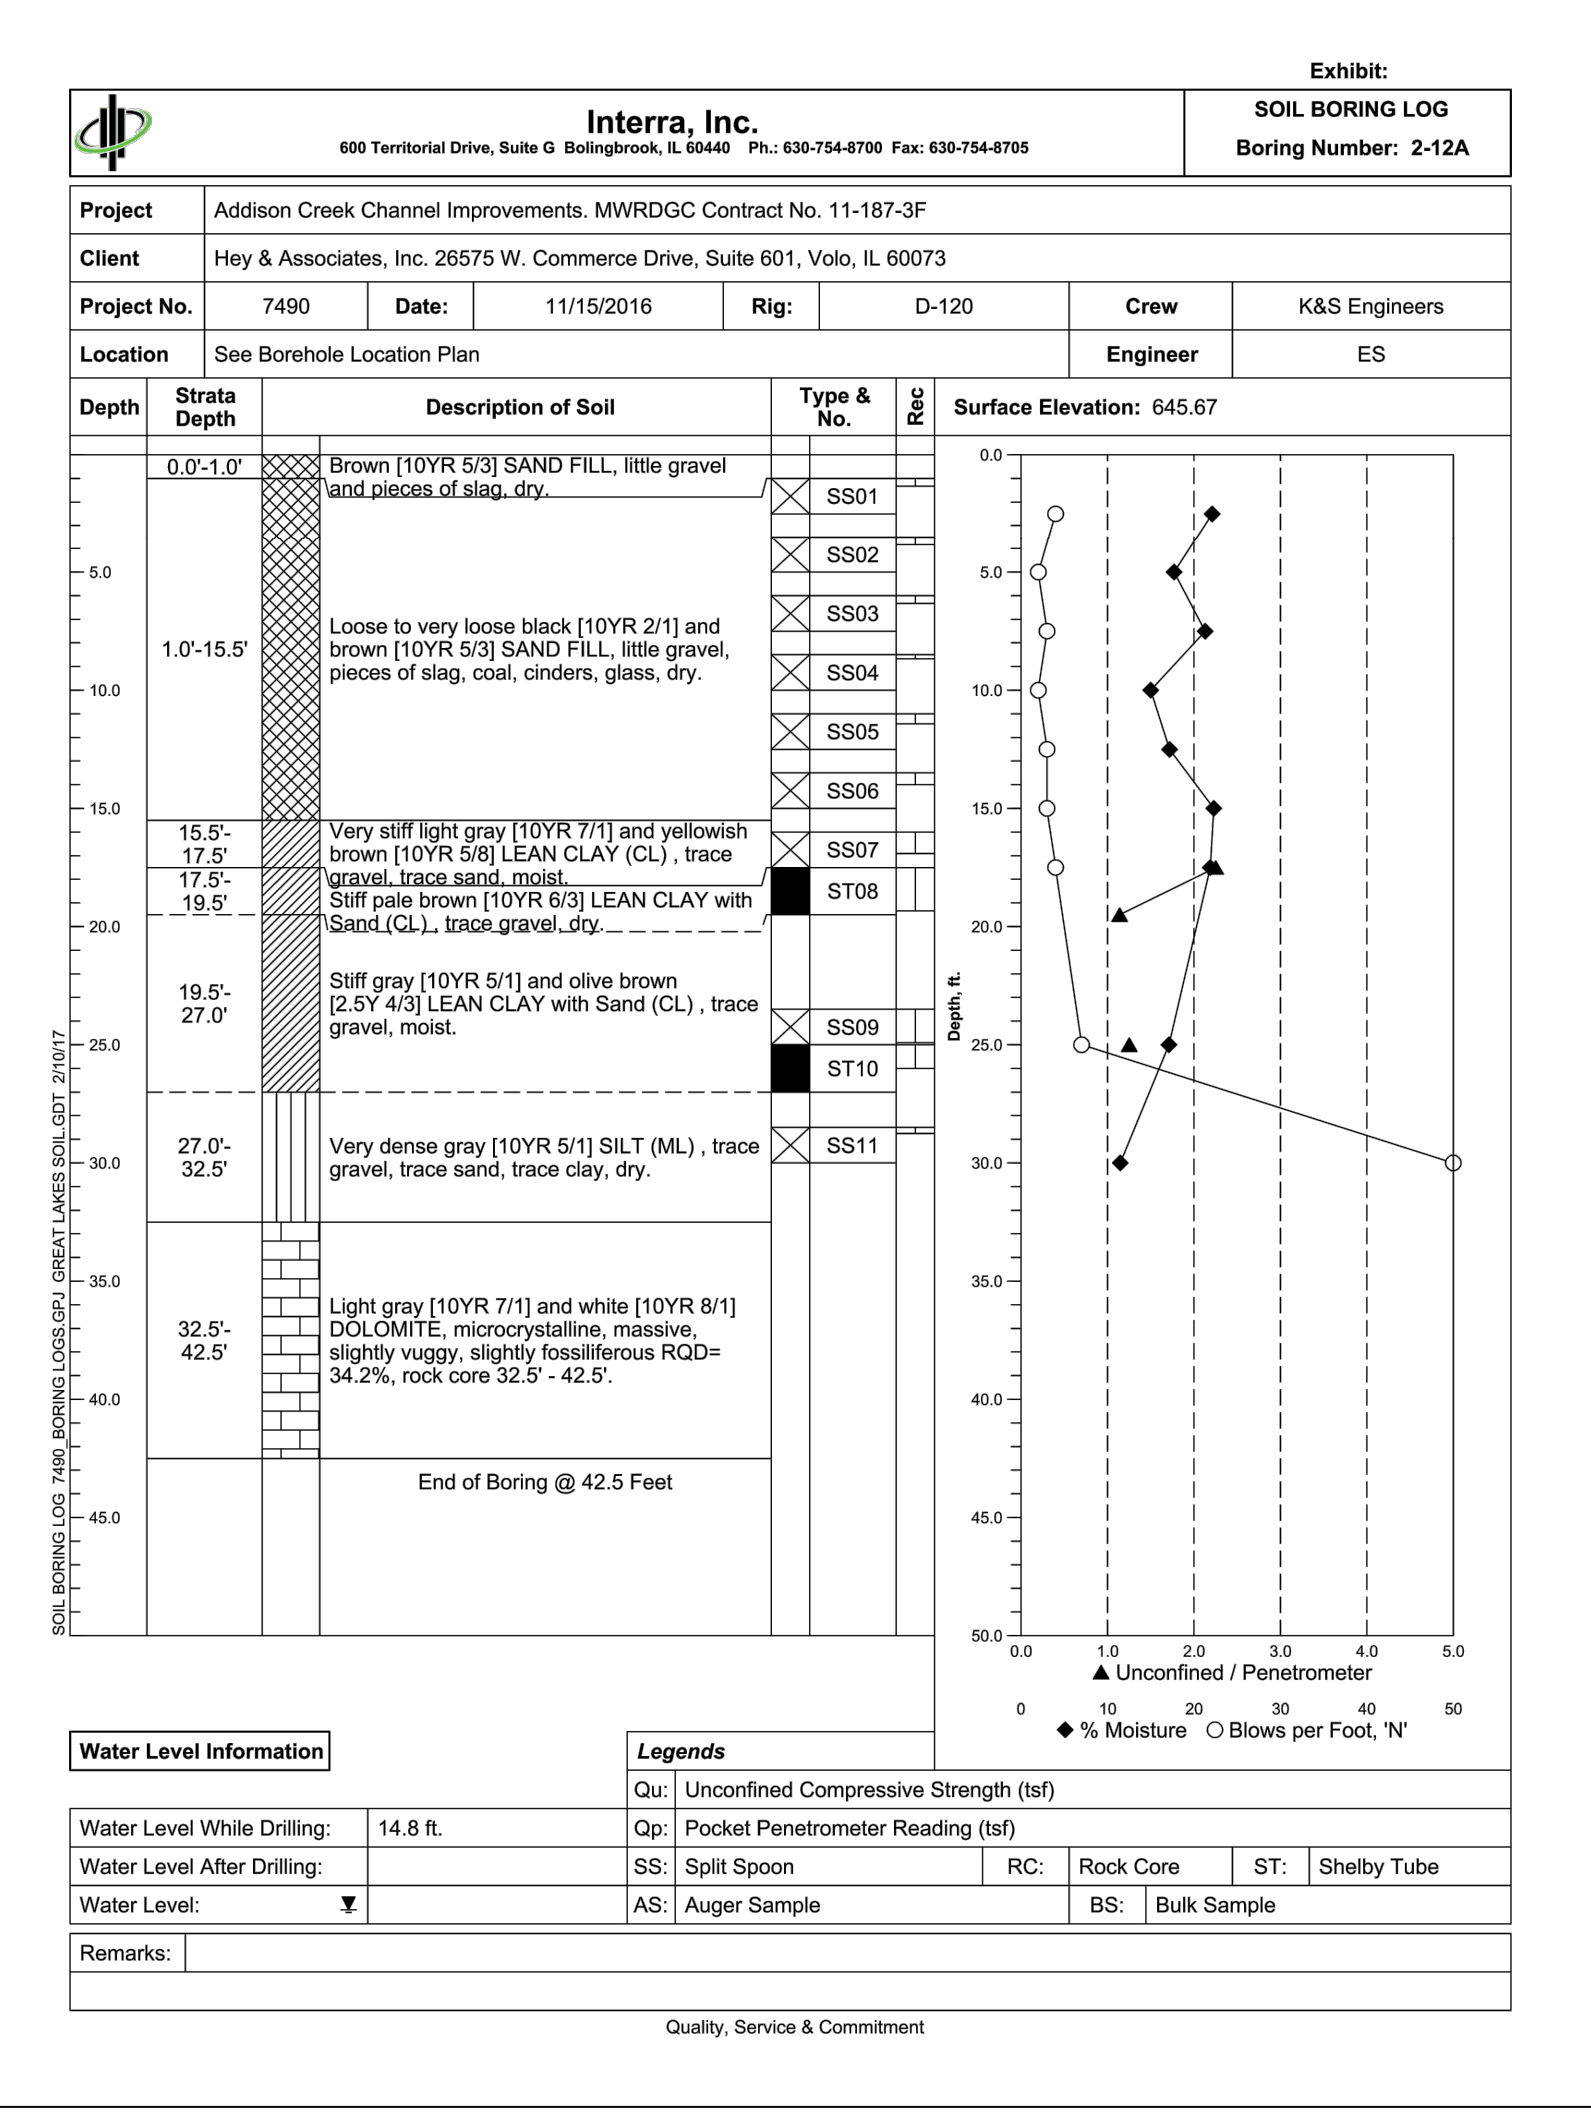 Exhibit:
Interra, Inc.
600 Territorial Drive, Suite G  Bolingbrook, IL 60440    Ph.: 630-754-8700  Fax: 630-754-8705
SOIL BORING LOG
Boring Number:  2-12A
Project  Addison Creek Channel Improvements. MWRDGC Contract No. 11-187-3F
Client  Hey & Associates, Inc. 26575 W. Commerce Drive, Suite 601, Volo, IL 60073
Project No.  7490  Date:  11/15/2016  Rig:  D-120  Crew  K&S Engineers
Location  See Borehole Location Plan  Engineer  ES
Depth  Strata Depth  Description of Soil  Type & No.  Rec  Surface Elevation:  645.67
0.0'-1.0'
Brown [10YR 5/3] SAND FILL, little gravel
and pieces of slag, dry.
SS01
SS02
5.0
SS03
1.0'-15.5'
Loose to very loose black [10YR 2/1] and
brown [10YR 5/3] SAND FILL, little gravel,
pieces of slag, coal, cinders, glass, dry.
SS04
10.0
SS05
SS06
15.0
15.5'-
17.5'
Very stiff light gray [10YR 7/1] and yellowish
brown [10YR 5/8] LEAN CLAY (CL) , trace
gravel, trace sand, moist.
SS07
17.5'-
19.5'
Stiff pale brown [10YR 6/3] LEAN CLAY with
Sand (CL) , trace gravel, dry.
ST08
20.0
19.5'-
27.0'
Stiff gray [10YR 5/1] and olive brown
[2.5Y 4/3] LEAN CLAY with Sand (CL) , trace
gravel, moist.
SS09
25.0
ST10
27.0'-
32.5'
Very dense gray [10YR 5/1] SILT (ML) , trace
gravel, trace sand, trace clay, dry.
SS11
30.0
35.0
32.5'-
42.5'
Light gray [10YR 7/1] and white [10YR 8/1]
DOLOMITE, microcrystalline, massive,
slightly vuggy, slightly fossiliferous RQD=
34.2%, rock core 32.5' - 42.5'.
40.0
End of Boring @ 42.5 Feet
45.0
SOIL BORING LOG  7490_BORING LOGS.GPJ  GREAT LAKES SOIL.GDT  2/10/17
0.0
5.0
10.0
15.0
20.0
Depth, ft.
25.0
30.0
35.0
40.0
45.0
50.0
0.0  1.0  2.0  3.0  4.0  5.0
▲ Unconfined / Penetrometer
0  10  20  30  40  50
◆ % Moisture  ○ Blows per Foot, 'N'
Water Level Information
Legends
Qu:  Unconfined Compressive Strength (tsf)
Water Level While Drilling:  14.8 ft.
Qp:  Pocket Penetrometer Reading (tsf)
Water Level After Drilling:
SS:  Split Spoon  RC:  Rock Core  ST:  Shelby Tube
Water Level:
AS:  Auger Sample  BS:  Bulk Sample
Remarks:
Quality, Service & Commitment